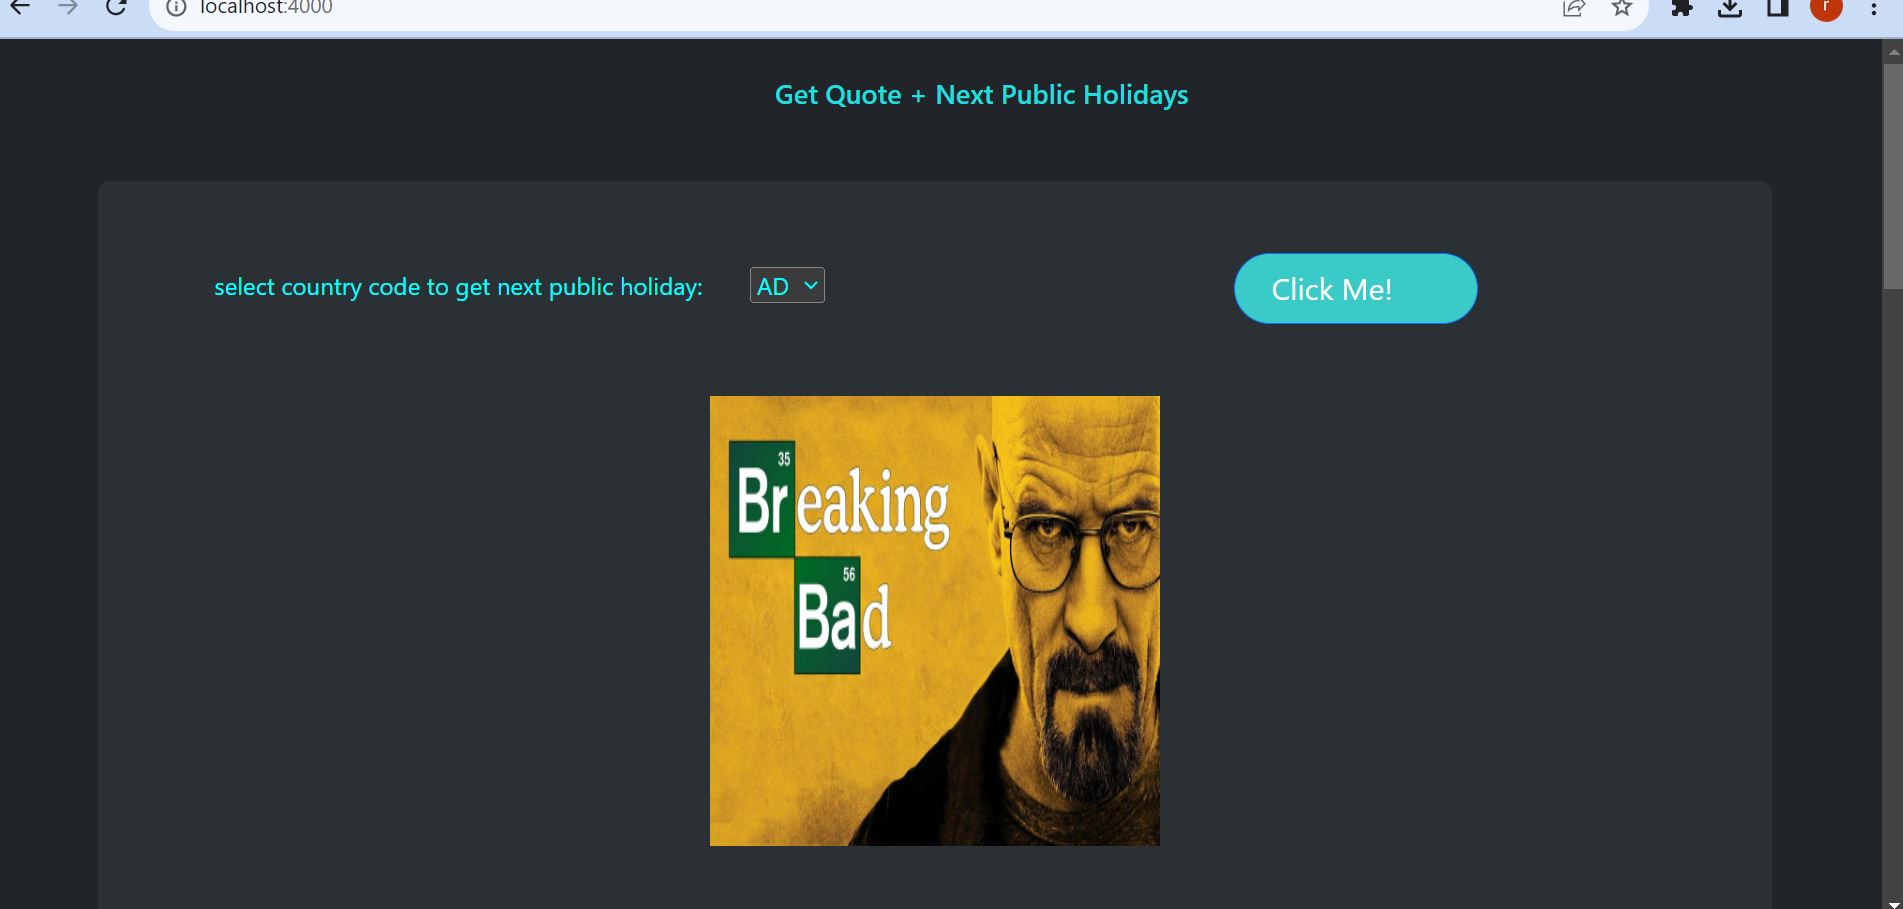 localhost:4000
r
Get Quote + Next Public Holidays
select country code to get next public holiday:
AD
Click Me!
35
Breaking
56
Bad